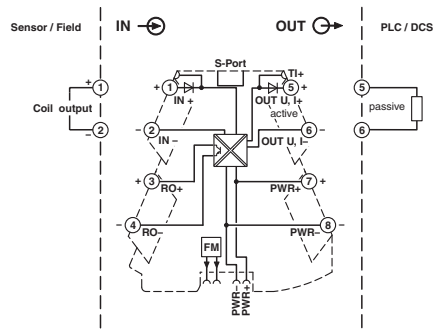 Sensor / Field
IN
OUT
PLC / DCS
S-Port
TI+
+ 1
+ 1
5 +
5
IN +
OUT U, I+
active
Coil output
passive
– 2
– 2
6 –
6
IN –
OUT U, I–
+ 3
RO+
PWR+
7 +
– 4
RO–
PWR–
8 –
FM
PWR–
PWR+